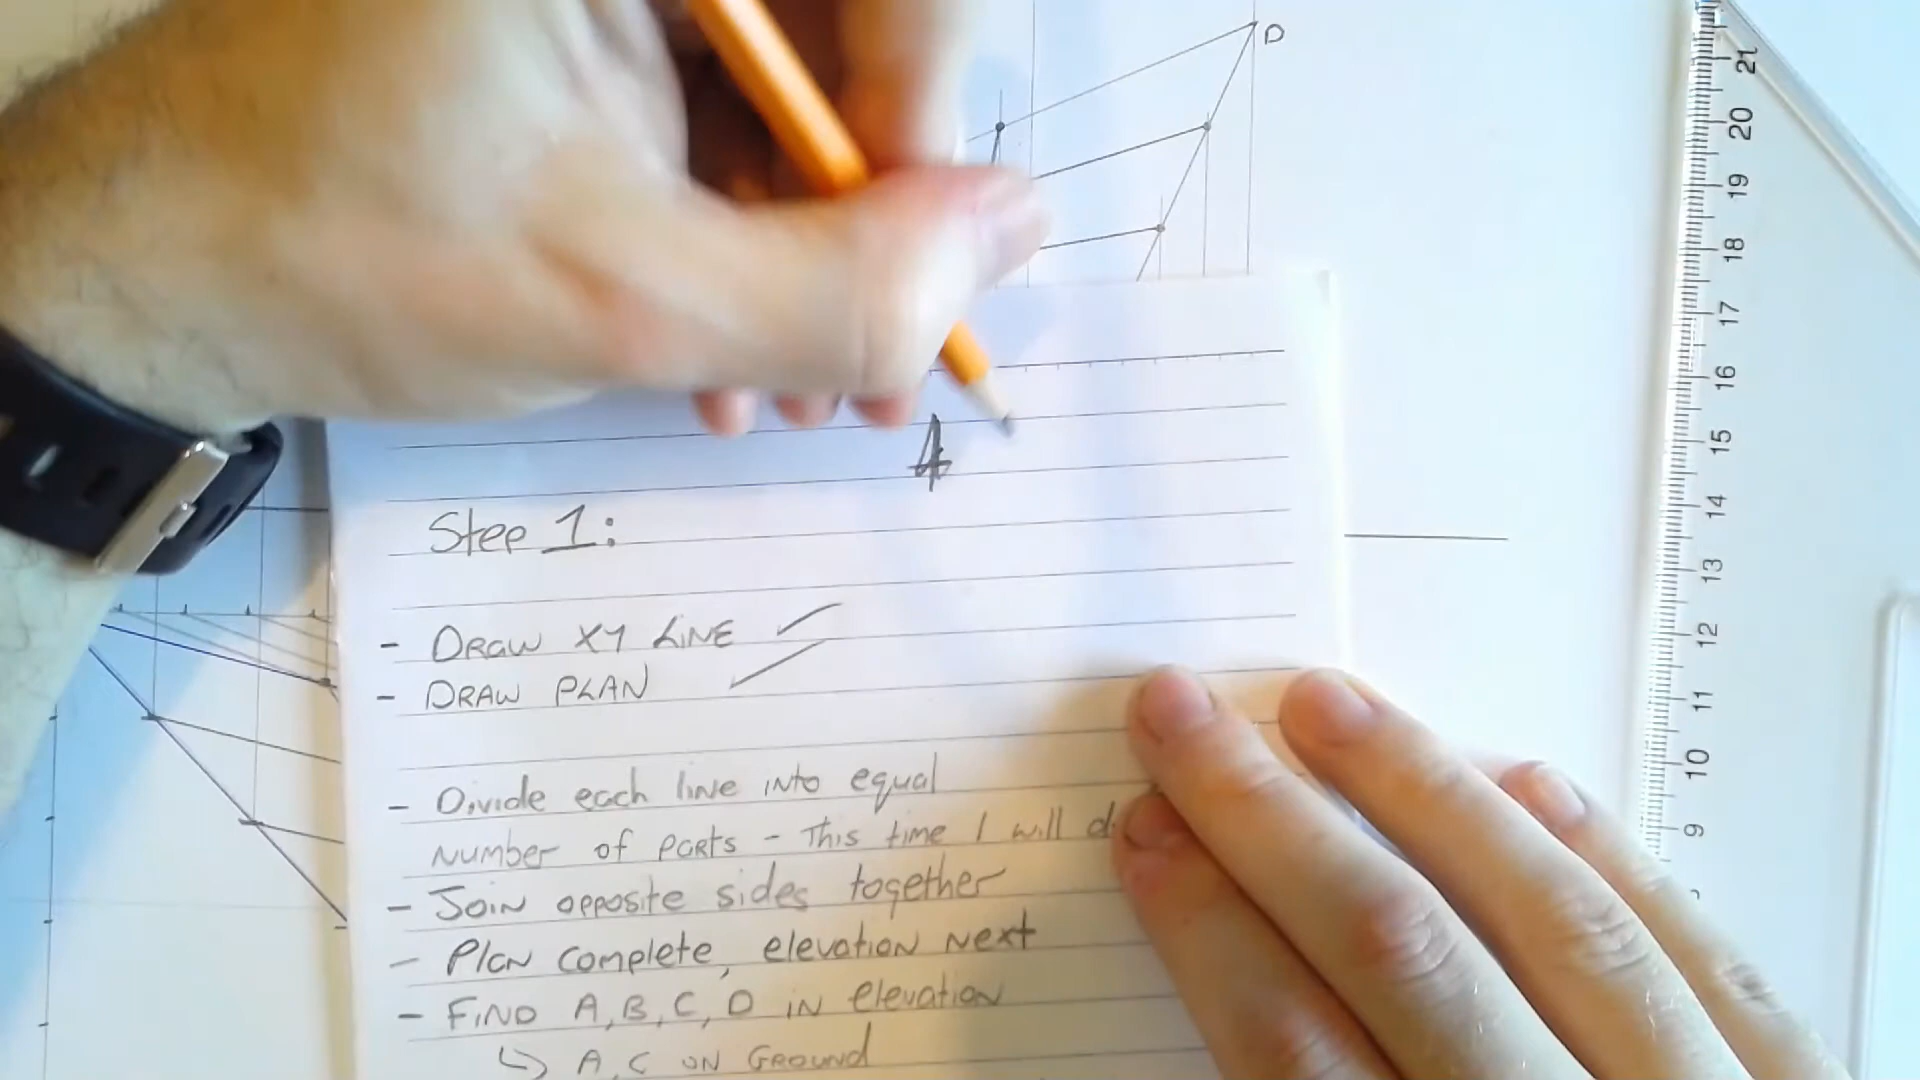 D
21
20
19
18
17
16
15
14
13
12
11
10
9
4
Step 1:
- DRAW XY LINE
- DRAW PLAN
- Divide each line into equal
number of parts - This time I will
- Join opposite sides together
- Plan complete, elevation next
- FIND A, B, C, D in elevation
↳ A, C on Ground